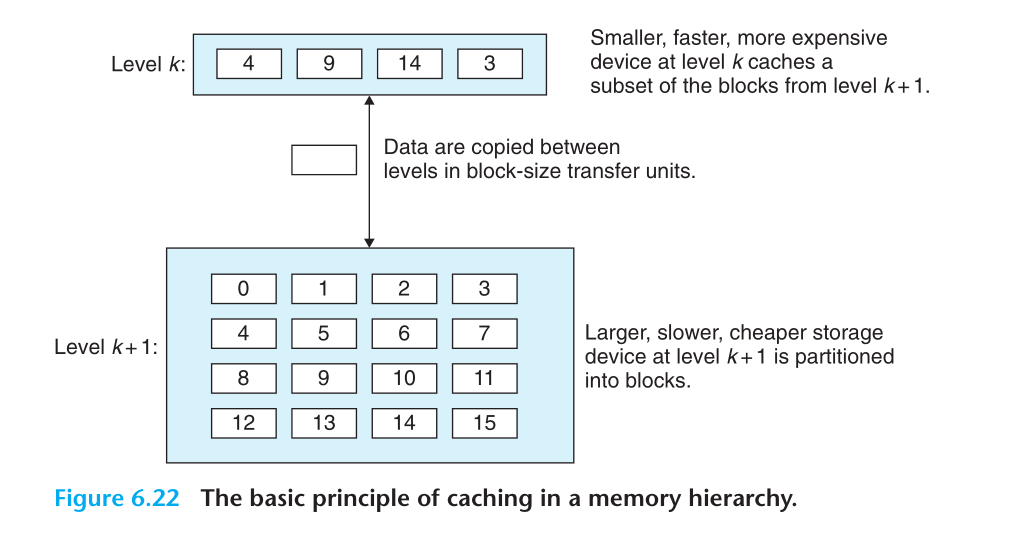 Level k:
4 9 14 3
Smaller, faster, more expensive
device at level k caches a
subset of the blocks from level k+1.
Data are copied between
levels in block-size transfer units.
Level k+1:
0 1 2 3
4 5 6 7
8 9 10 11
12 13 14 15
Larger, slower, cheaper storage
device at level k+1 is partitioned
into blocks.
Figure 6.22 The basic principle of caching in a memory hierarchy.